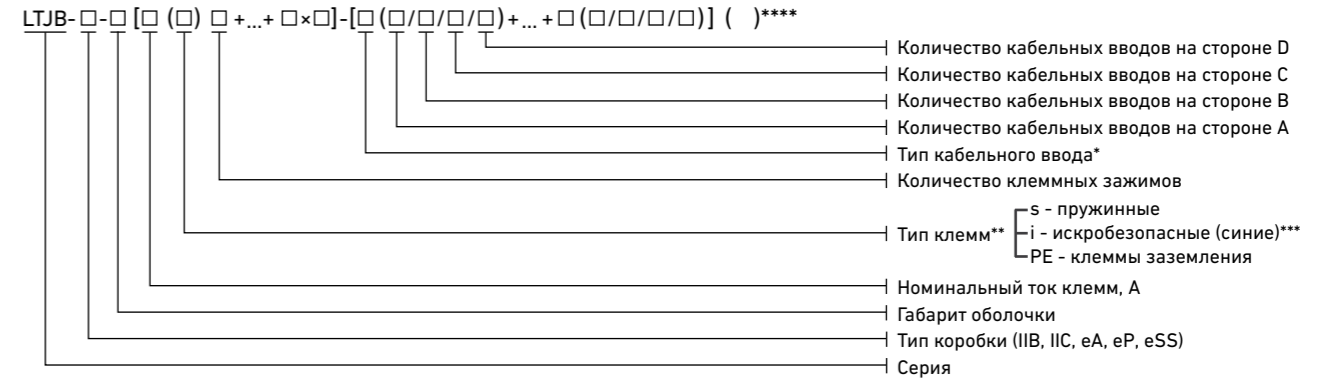 LTJB- □-□ [□ (□) □ +...+ □×□]-[□ (□/□/□/□)+... +□ (□/□/□/□)] ( )****
Количество кабельных вводов на стороне D
Количество кабельных вводов на стороне C
Количество кабельных вводов на стороне B
Количество кабельных вводов на стороне A
Тип кабельного ввода*
Количество клеммных зажимов
s - пружинные
Тип клемм**
i - искробезопасные (синие)***
PE - клеммы заземления
Номинальный ток клемм, А
Габарит оболочки
Тип коробки (IIB, IIC, eA, eP, eSS)
Серия